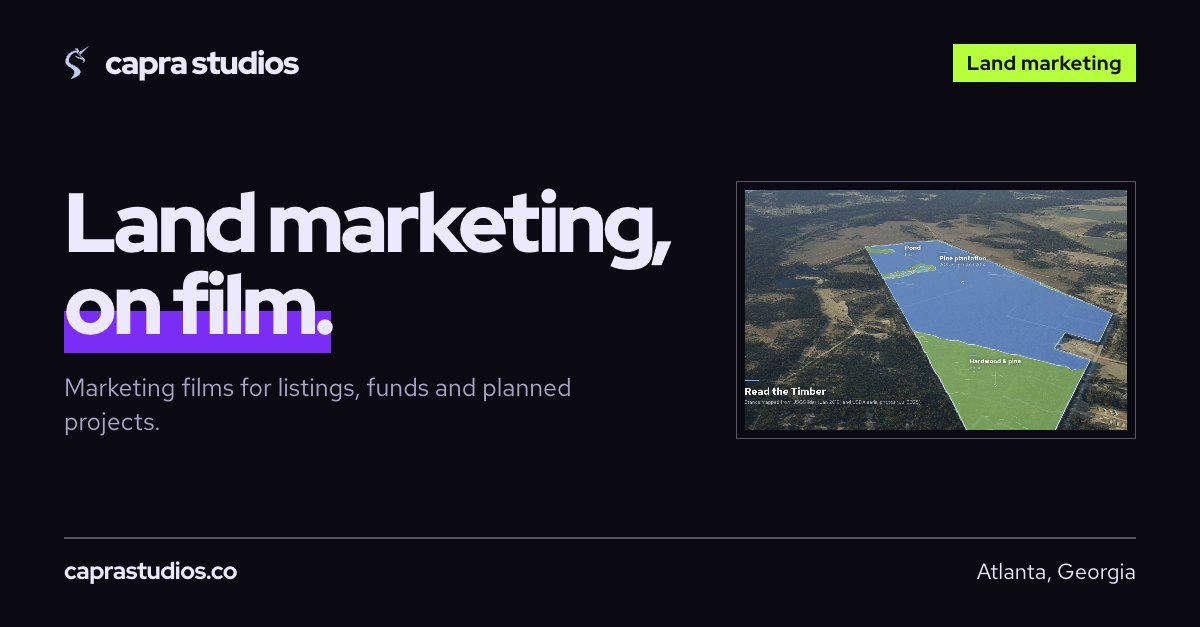 capra studios
Land marketing
Land marketing,
on film.
Marketing films for listings, funds and planned
projects.
Pond
Pine plantation
Hardwood & pine
Read the Timber
caprastudios.co
Atlanta, Georgia